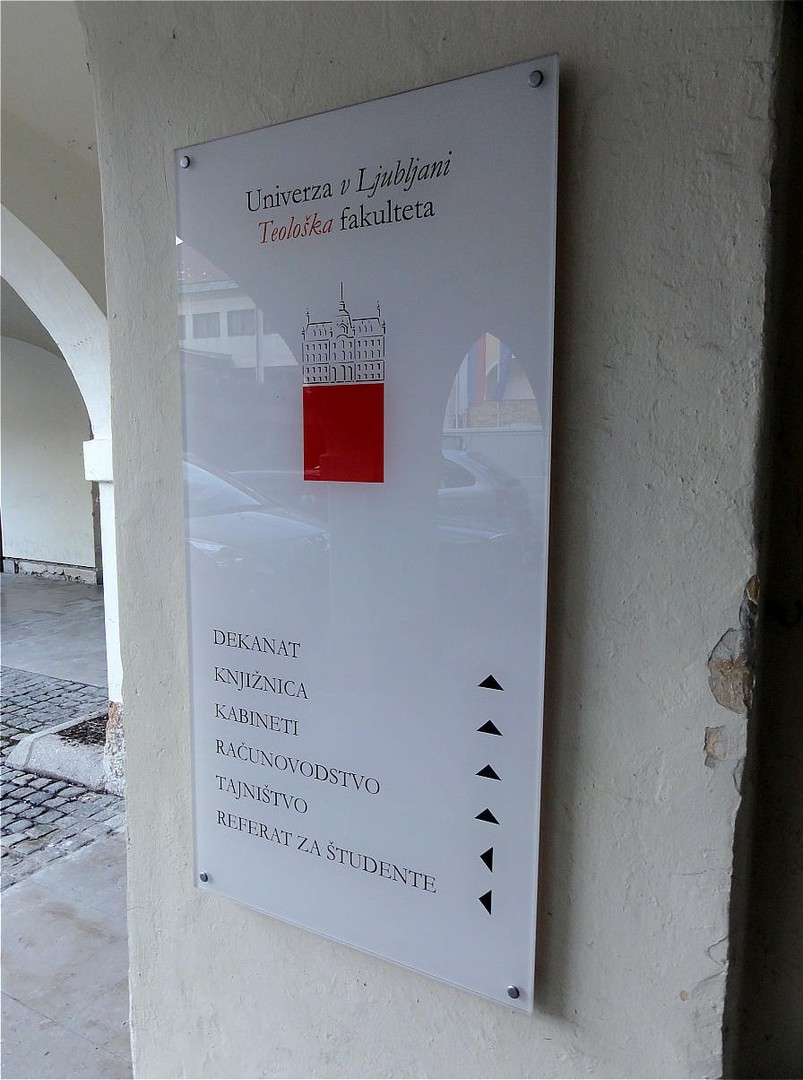 Univerza v Ljubljani
Teološka fakulteta
DEKANAT
KNJIŽNICA
KABINETI
RAČUNOVODSTVO
TAJNIŠTVO
REFERAT ZA ŠTUDENTE